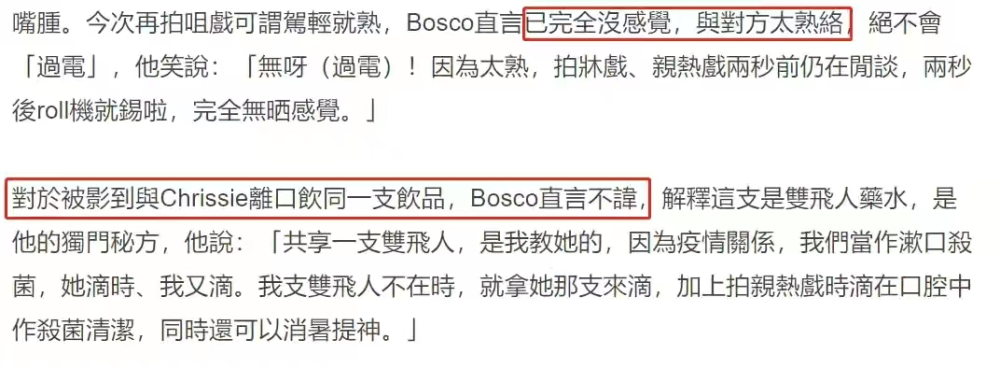 嘴腫。今次再拍咀戲可謂駕輕就熟，Bosco直言已完全沒感覺，與對方太熟絡，絕不會
「過電」，他笑說：「無呀（過電）！因為太熟，拍牀戲、親熱戲兩秒前仍在閒談，兩秒
後roll機就錫啦，完全無晒感覺。」
對於被影到與Chrissie離口飲同一支飲品，Bosco直言不諱，解釋這支是雙飛人藥水，是
他的獨門秘方，他說：「共享一支雙飛人，是我教她的，因為疫情關係，我們當作漱口殺
菌，她滴時、我又滴。我支雙飛人不在時，就拿她那支來滴，加上拍親熱戲時滴在口腔中
作殺菌清潔，同時還可以消暑提神。」